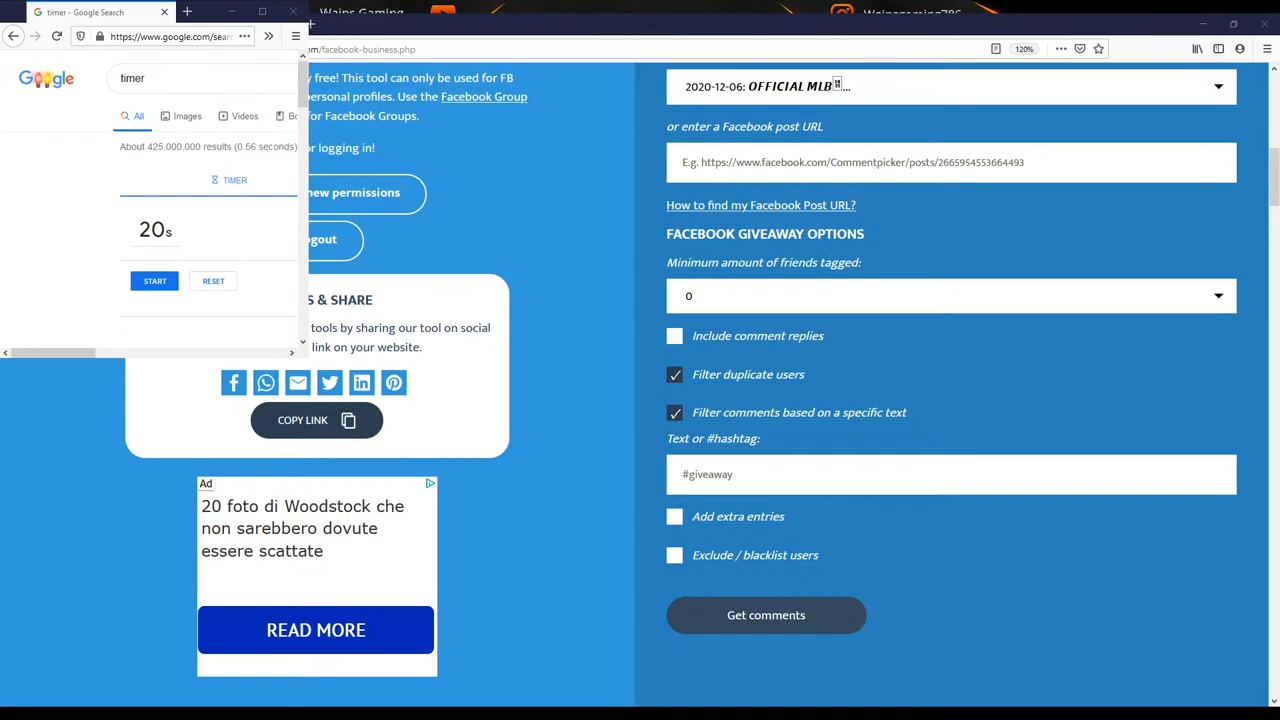 Waips Gaming
Waipsgaming786
timer - Google Search
https://www.google.com/sear
om/facebook-business.php
120%
Google
timer
All
Images
Videos
Bo
About 425,000,000 results (0.56 seconds)
TIMER
20s
START
RESET
y free! This tool can only be used for FB
personal profiles. Use the Facebook Group
for Facebook Groups.
or logging in!
new permissions
ogout
S & SHARE
tools by sharing our tool on social
link on your website.
COPY LINK
Ad
20 foto di Woodstock che
non sarebbero dovute
essere scattate
READ MORE
2020-12-06: OFFICIAL MLB ...
or enter a Facebook post URL
E.g. https://www.facebook.com/Commentpicker/posts/2665954553664493
How to find my Facebook Post URL?
FACEBOOK GIVEAWAY OPTIONS
Minimum amount of friends tagged:
0
Include comment replies
Filter duplicate users
Filter comments based on a specific text
Text or #hashtag:
#giveaway
Add extra entries
Exclude / blacklist users
Get comments